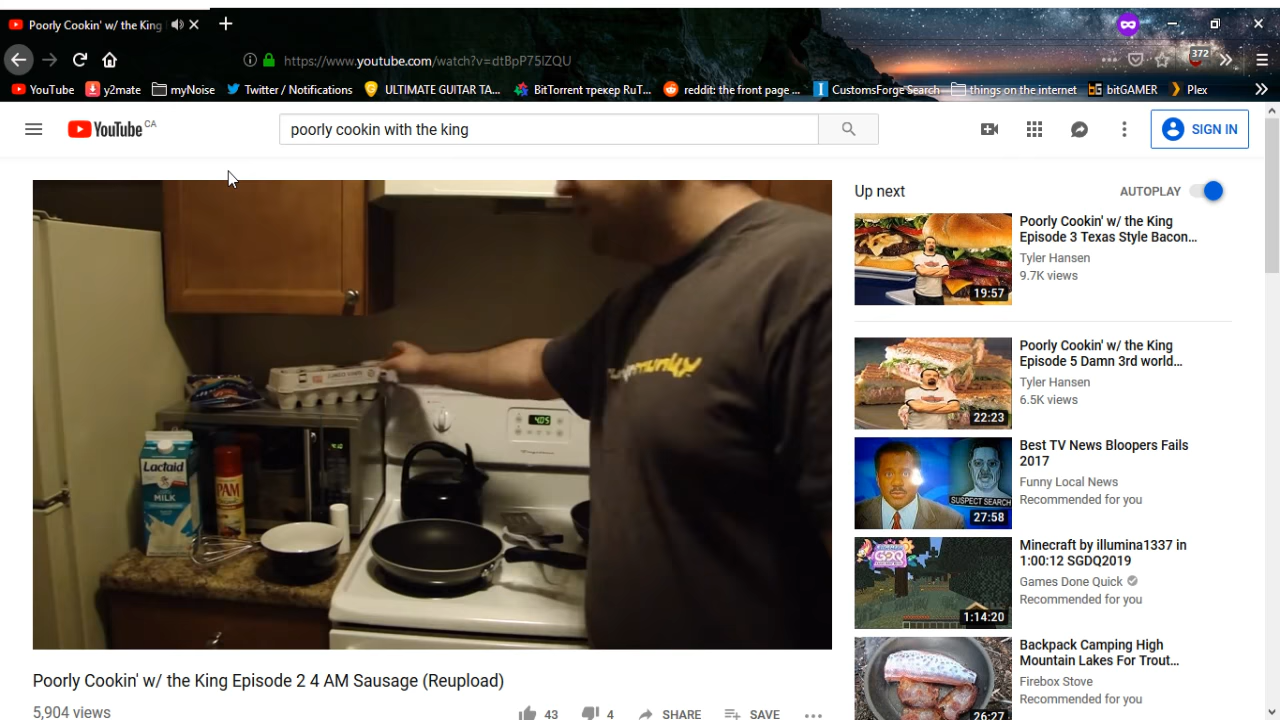 Poorly Cookin' w/ the King
https://www.youtube.com/watch?v=dtBpP75lZQU
372
YouTube
y2mate
myNoise
Twitter / Notifications
ULTIMATE GUITAR TA...
BitTorrent трекер RuT...
reddit: the front page ...
CustomsForge Search
things on the internet
bitGAMER
Plex
YouTube CA
poorly cookin with the king
SIGN IN
Lactaid
MILK
PAM
4:05
Up next
AUTOPLAY
Poorly Cookin' w/ the King
Episode 3 Texas Style Bacon...
Tyler Hansen
9.7K views
19:57
Poorly Cookin' w/ the King
Episode 5 Damn 3rd world...
Tyler Hansen
6.5K views
22:23
Best TV News Bloopers Fails
2017
Funny Local News
Recommended for you
SUSPECT SEARCH
27:58
Minecraft by illumina1337 in
1:00:12 SGDQ2019
Games Done Quick
Recommended for you
1:14:20
Backpack Camping High
Mountain Lakes For Trout...
Firebox Stove
Recommended for you
26:27
Poorly Cookin' w/ the King Episode 2 4 AM Sausage (Reupload)
5,904 views
43
4
SHARE
SAVE